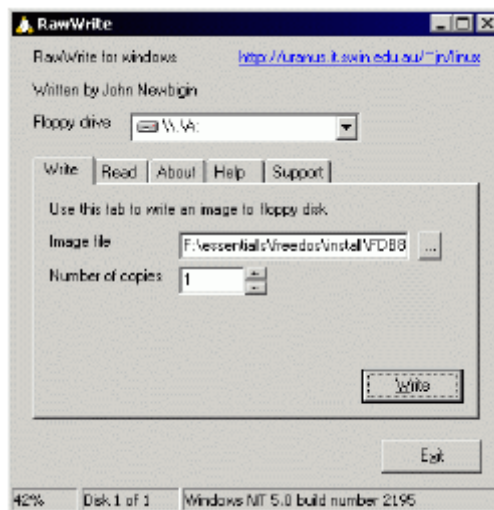 RawWrite
RawWrite for windows http://uranus.it.swin.edu.au/~jn/linux
Written by John Newbigin
Floppy drive \\.\A:
Write Read About Help Support
Use this tab to write an image to floppy disk
Image file F:\essentials\freedos\install\FDB8 ...
Number of copies 1
Write
Exit
42% Disk 1 of 1 Windows NT 5.0 build number 2195